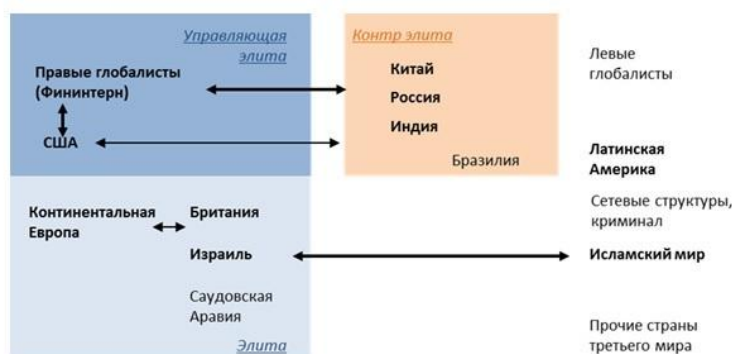 Управляющая
элита
Правые глобалисты
(Фининтерн)
США
Контр элита
Китай
Россия
Индия
Бразилия
Левые
глобалисты
Латинская
Америка
Сетевые структуры,
криминал
Исламский мир
Прочие страны
третьего мира
Континентальная
Европа
Британия
Израиль
Саудовская
Аравия
Элита